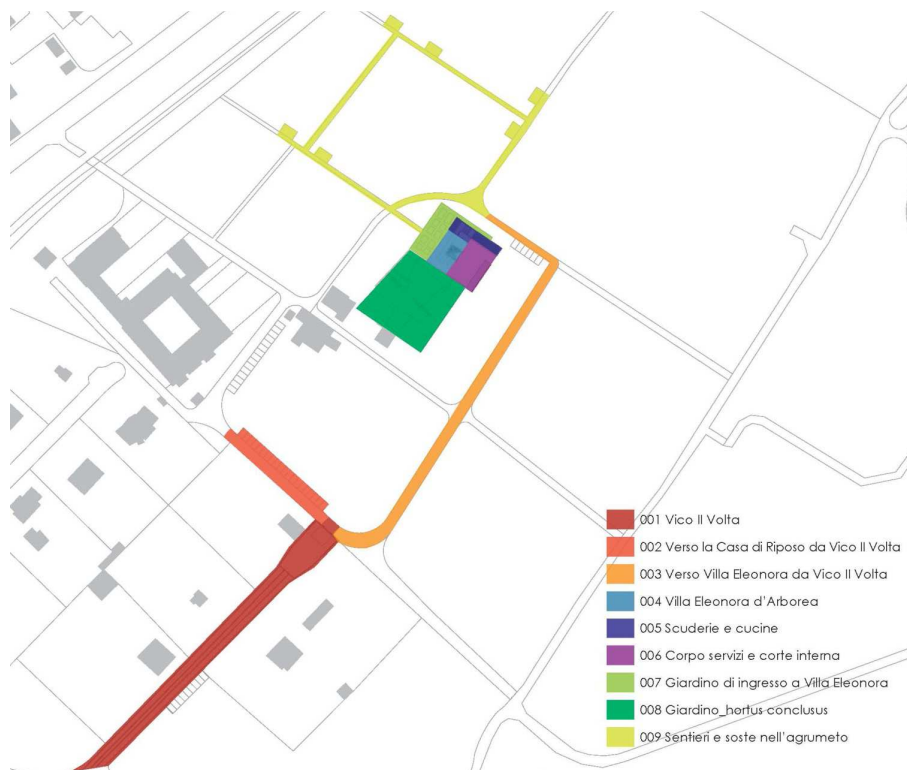 001 Vico II Volta
002 Verso la Casa di Riposo da Vico II Volta
003 Verso Villa Eleonora da Vico II Volta
004 Villa Eleonora d'Arborea
005 Scuderie e cucine
006 Corpo servizi e corte interna
007 Giardino di ingresso a Villa Eleonora
008 Giardino_hortus conclusus
009 Sentieri e soste nell'agrumeto